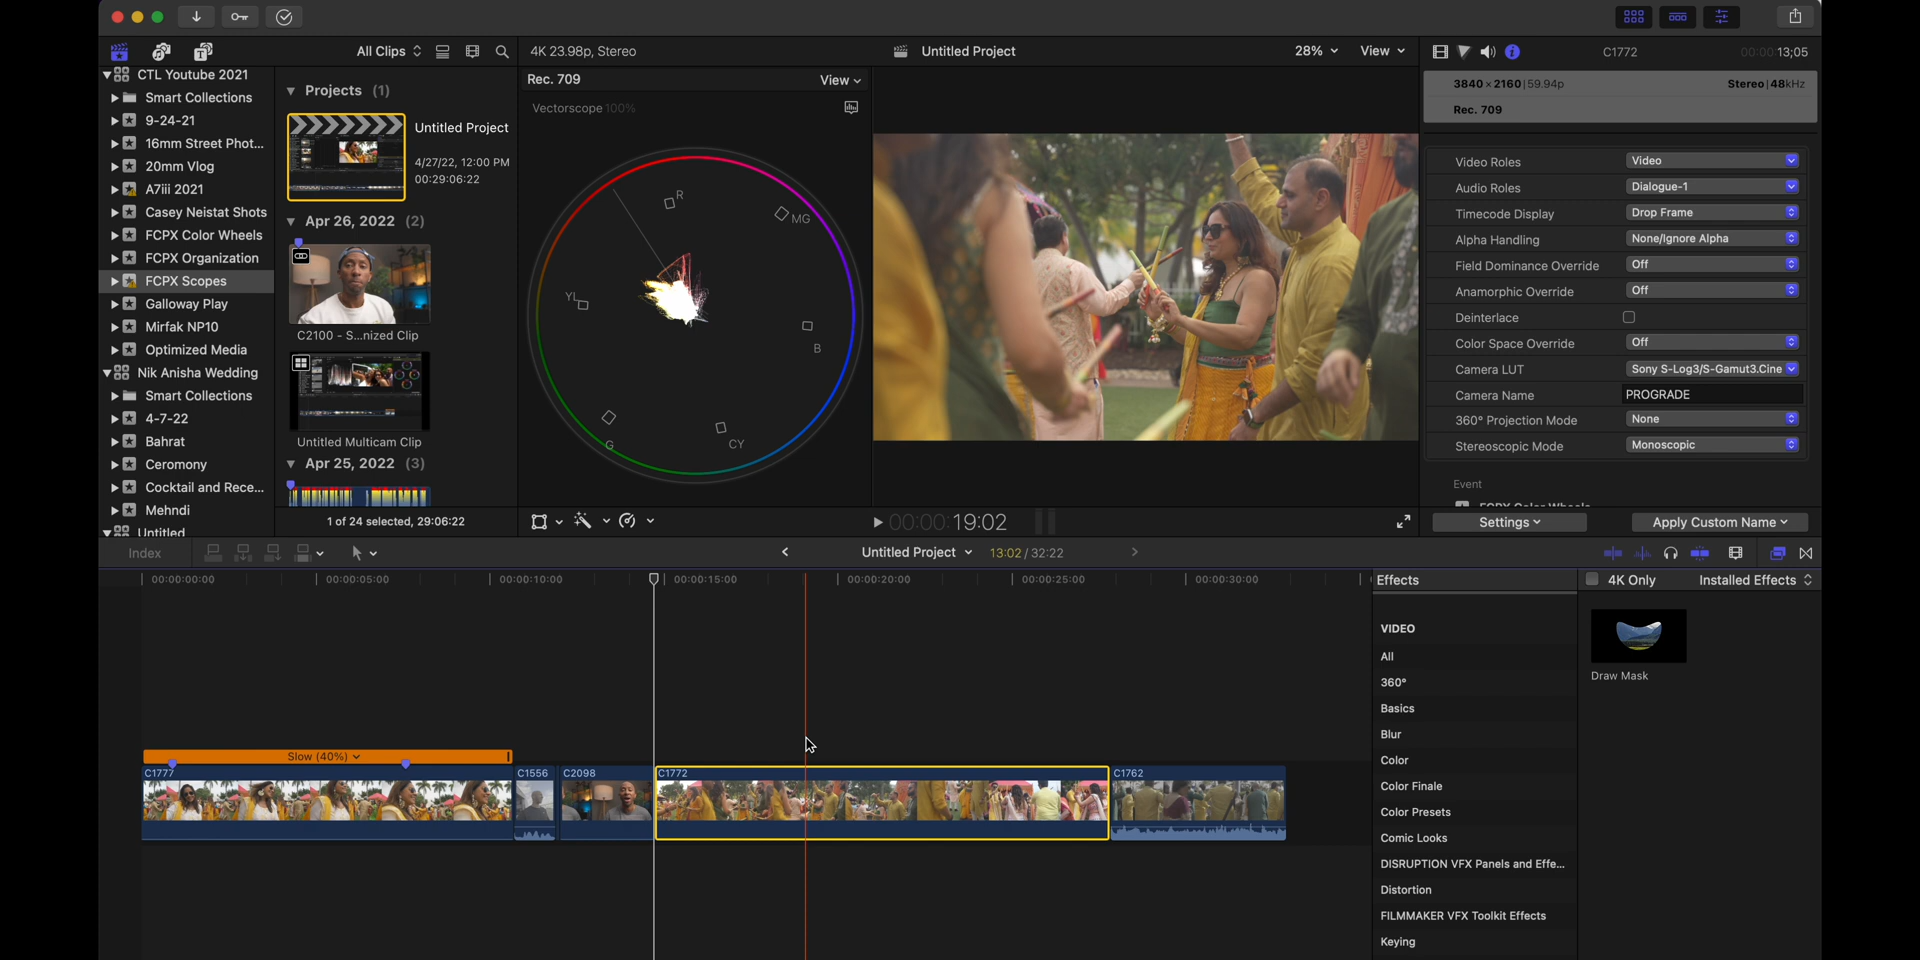 All Clips
4K 23.98p, Stereo
Untitled Project
28%
View
C1772
00:00:13;05
CTL Youtube 2021
Smart Collections
9-24-21
16mm Street Phot...
20mm Vlog
A7iii 2021
Casey Neistat Shots
FCPX Color Wheels
FCPX Organization
FCPX Scopes
Galloway Play
Mirfak NP10
Optimized Media
Nik Anisha Wedding
Smart Collections
4-7-22
Bahrat
Ceromony
Cocktail and Rece...
Mehndi
Untitled
Projects (1)
Untitled Project
4/27/22, 12:00 PM
00:29:06:22
Apr 26, 2022 (2)
C2100 - S...nized Clip
Untitled Multicam Clip
Apr 25, 2022 (3)
1 of 24 selected, 29:06:22
Rec. 709
View
Vectorscope 100%
R
MG
YL
B
G
CY
00:00:19:02
3840 × 2160 | 59.94p
Stereo | 48kHz
Rec. 709
Video Roles
Video
Audio Roles
Dialogue-1
Timecode Display
Drop Frame
Alpha Handling
None/Ignore Alpha
Field Dominance Override
Off
Anamorphic Override
Off
Deinterlace
Color Space Override
Off
Camera LUT
Sony S-Log3/S-Gamut3.Cine
Camera Name
PROGRADE
360° Projection Mode
None
Stereoscopic Mode
Monoscopic
Event
FCPX Color Wheels
Settings
Apply Custom Name
Index
Untitled Project
13:02 / 32:22
00:00:00:00
00:00:05:00
00:00:10:00
00:00:15:00
00:00:20:00
00:00:25:00
00:00:30:00
Slow (40%)
C1777
C1556
C2098
C1772
C1762
Effects
4K Only
Installed Effects
VIDEO
All
360°
Basics
Blur
Color
Color Finale
Color Presets
Comic Looks
DISRUPTION VFX Panels and Effe...
Distortion
FILMMAKER VFX Toolkit Effects
Keying
Draw Mask